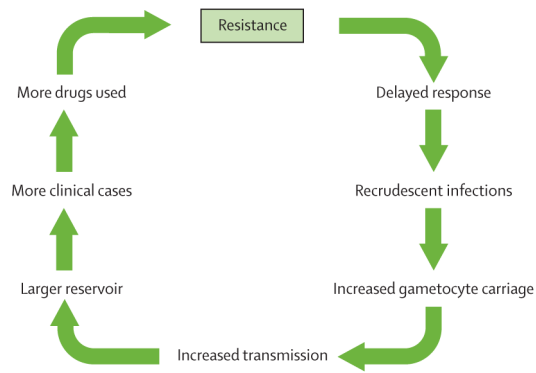 Resistance
Delayed response
Recrudescent infections
Increased gametocyte carriage
Increased transmission
Larger reservoir
More clinical cases
More drugs used